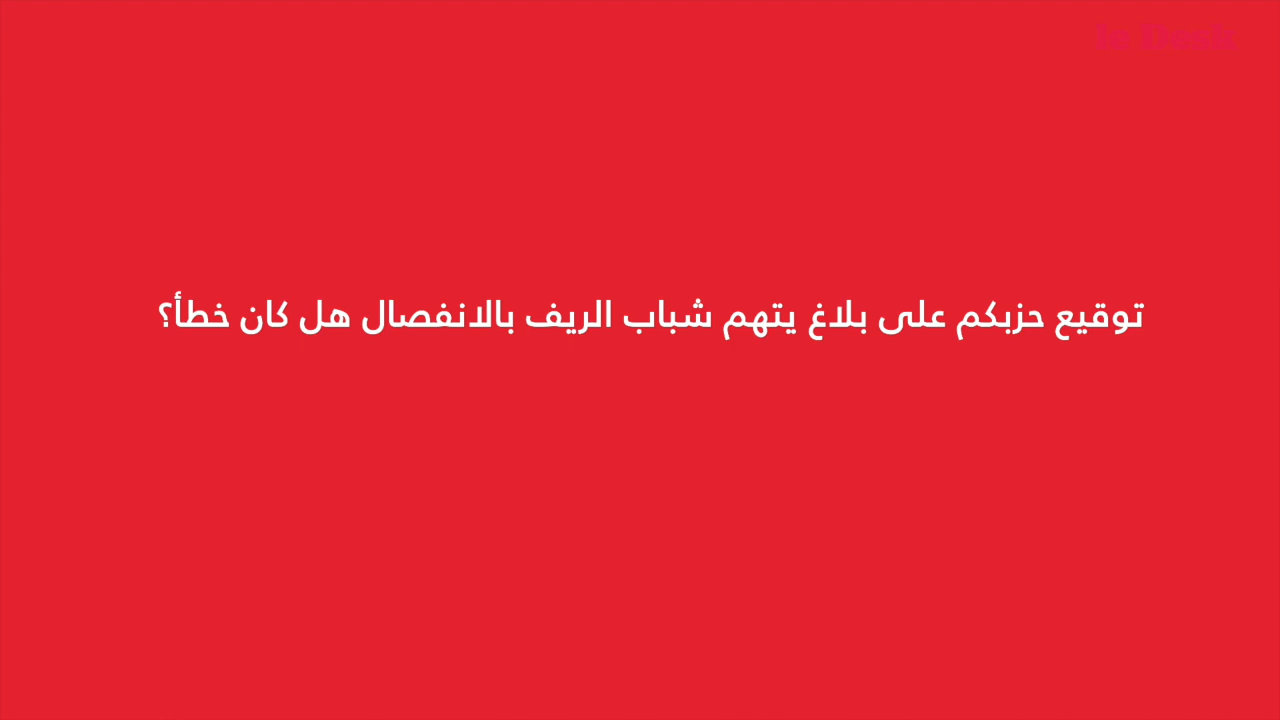 le Desk
توقيع حزبكم على بلاغ يتهم شباب الريف بالانفصال هل كان خطأ؟